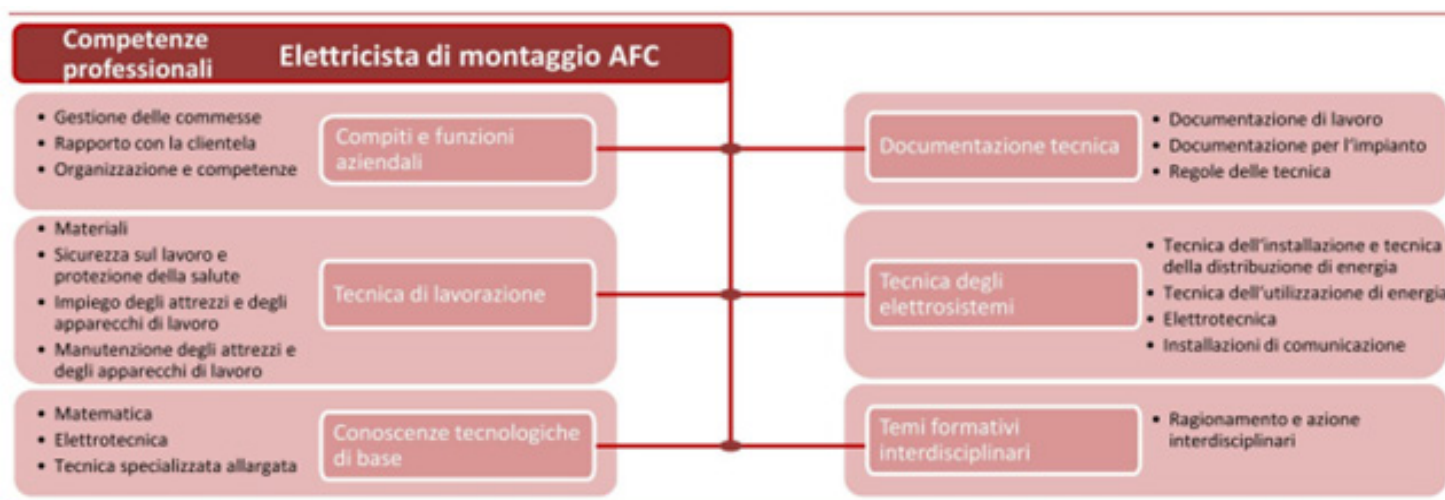 Competenze
professionali
Elettricista di montaggio AFC
• Gestione delle commesse
• Rapporto con la clientela
• Organizzazione e competenze
Compiti e funzioni
aziendali
Documentazione tecnica
• Documentazione di lavoro
• Documentazione per l'impianto
• Regole delle tecnica
• Materiali
• Sicurezza sul lavoro e
protezione della salute
• Impiego degli attrezzi e degli
apparecchi di lavoro
• Manutenzione degli attrezzi e
degli apparecchi di lavoro
Tecnica di lavorazione
Tecnica degli
elettrosistemi
• Tecnica dell'installazione e tecnica
della distribuzione di energia
• Tecnica dell'utilizzazione di energia
• Elettrotecnica
• Installazioni di comunicazione
• Matematica
• Elettrotecnica
• Tecnica specializzata allargata
Conoscenze tecnologiche
di base
Temi formativi
interdisciplinari
• Ragionamento e azione
interdisciplinari